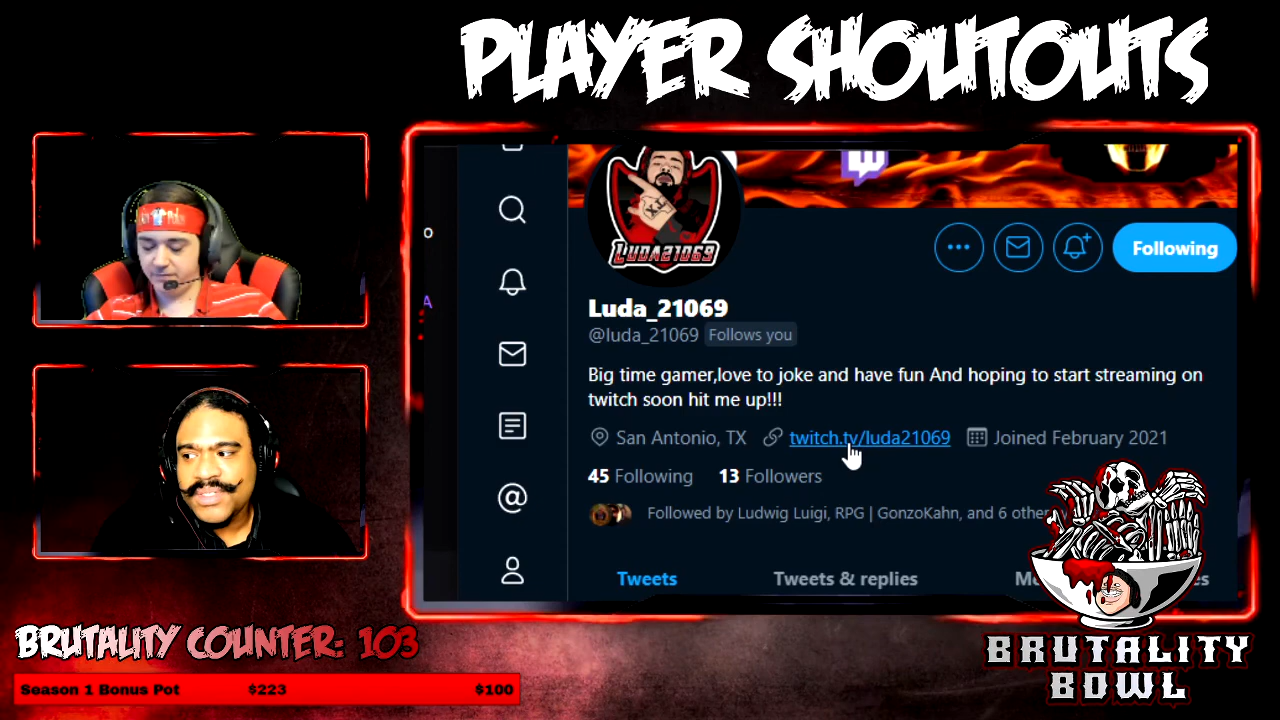 PLAYER SHOUTOUTS
LUDA21069
Following
Luda_21069
@luda_21069 Follows you
Big time gamer,love to joke and have fun And hoping to start streaming on
twitch soon hit me up!!!
San Antonio, TX twitch.tv/luda21069 Joined February 2021
45 Following 13 Followers
Followed by Ludwig Luigi, RPG | GonzoKahn, and 6 other
Tweets Tweets & replies
BRUTALITY COUNTER: 103
Season 1 Bonus Pot $223 $100
BRUTALITY
BOWL